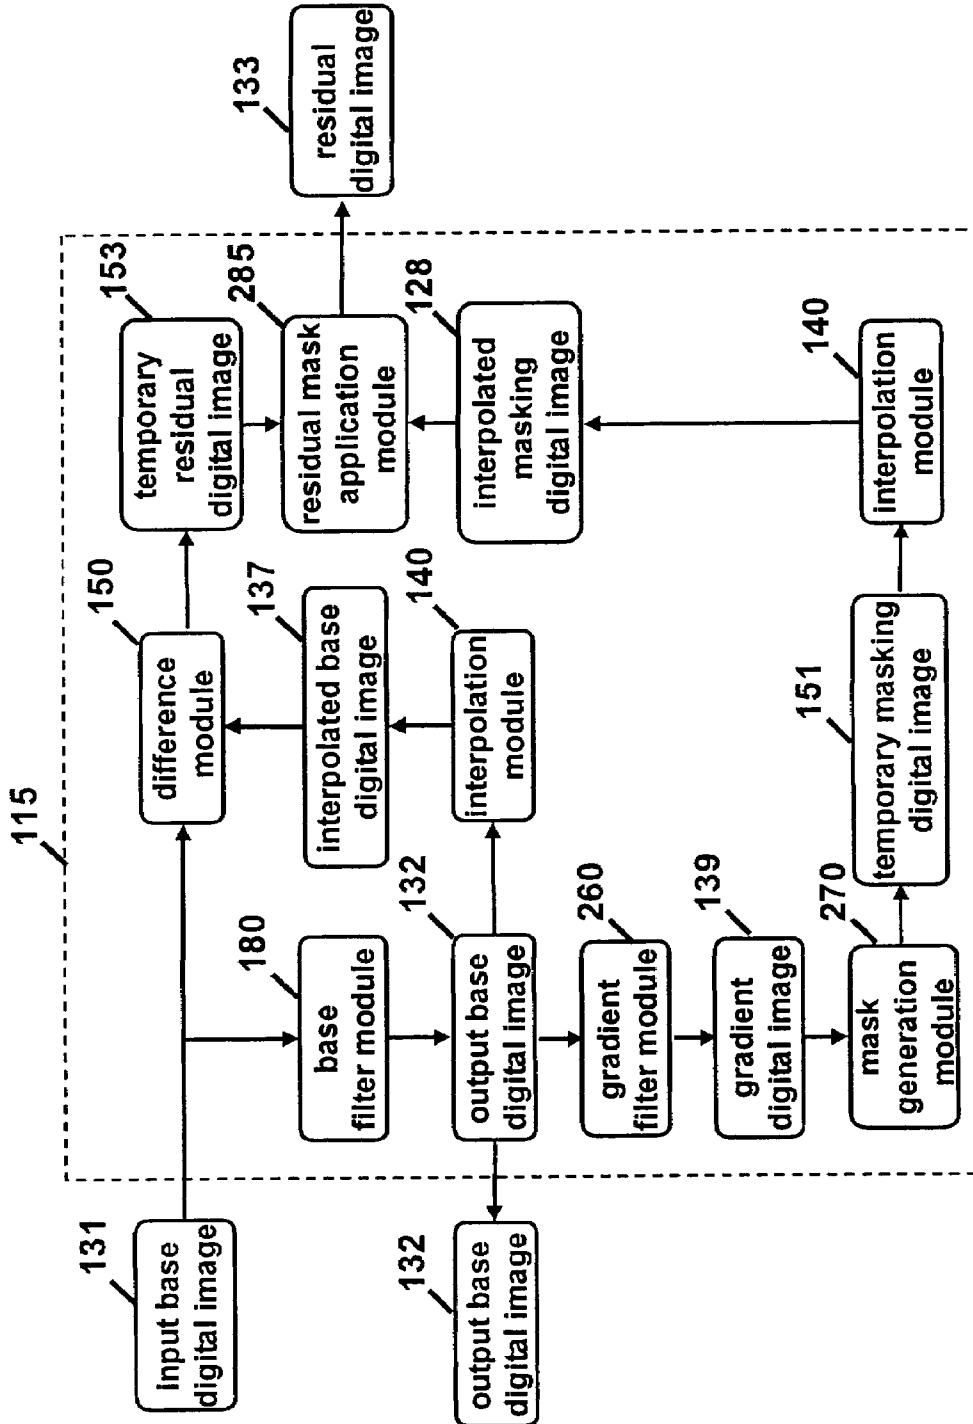 115
131
input base
digital image
150
difference
module
153
temporary
residual
digital image
133
residual
digital image
180
base
filter module
137
interpolated base
digital image
285
residual mask
application
module
132
output base
digital image
132
output base
digital image
140
interpolation
module
128
interpolated
masking
digital image
260
gradient
filter module
139
gradient
digital image
270
mask
generation
module
151
temporary masking
digital image
140
interpolation
module